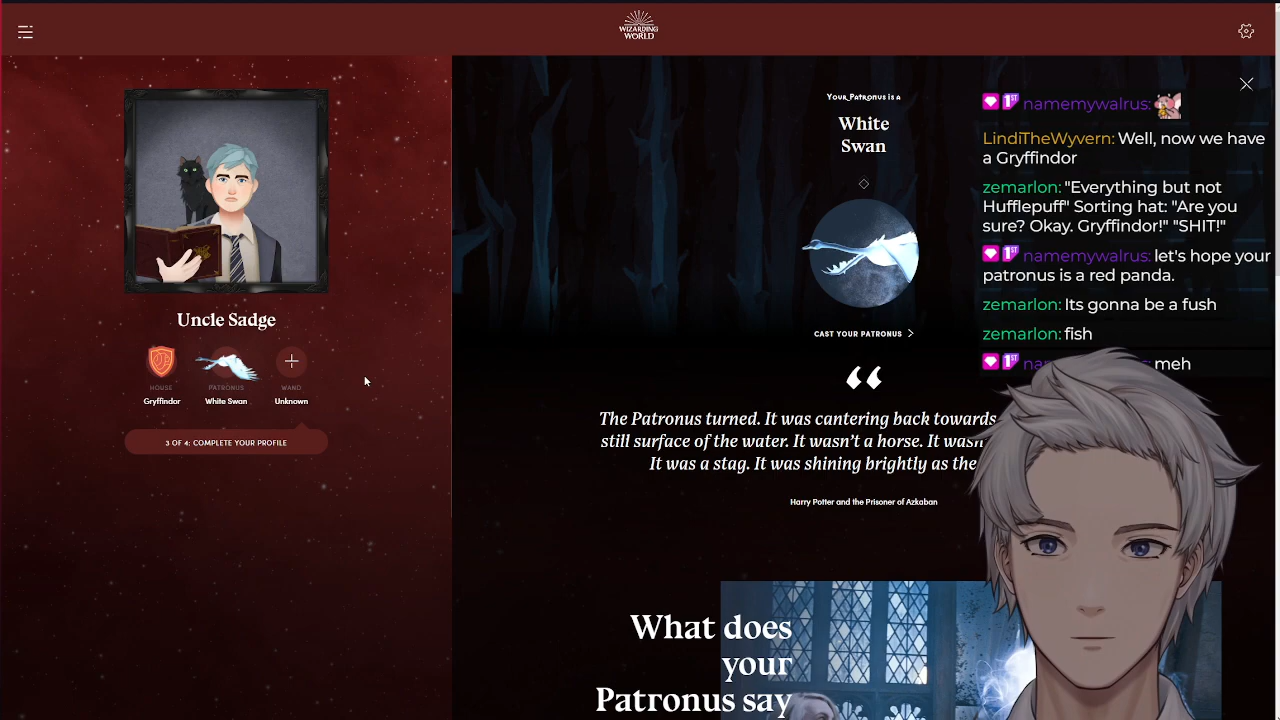 WIZARDING
WORLD
Your Patronus is a
White
Swan
CAST YOUR PATRONUS
“
The Patronus turned. It was cantering back towards
still surface of the water. It wasn’t a horse. It
It was a stag. It was shining brightly as the
Harry Potter and the Prisoner of Azkaban
What does
your
Patronus say
Uncle Sadge
HOUSE
Gryffindor
PATRONUS
White Swan
WAND
Unknown
3 OF 4: COMPLETE YOUR PROFILE
1ST namemywalrus:
LindiTheWyvern: Well, now we have
a Gryffindor
zemarlon: "Everything but not
Hufflepuff" Sorting hat: "Are you
sure? Okay. Gryffindor!" "SHIT!"
1ST namemywalrus: let's hope your
patronus is a red panda.
zemarlon: Its gonna be a fush
zemarlon: fish
1ST meh